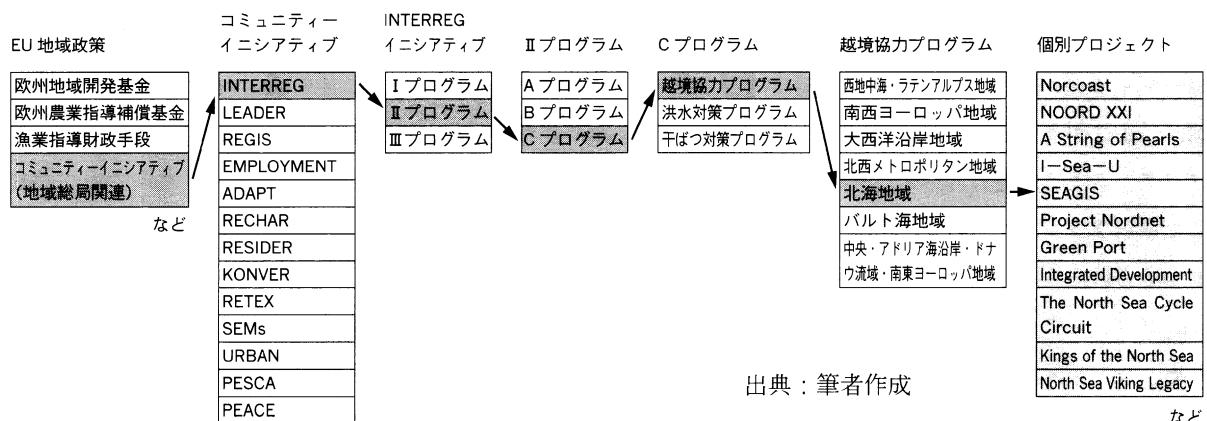 EU 地域政策
欧州地域開発基金
欧州農業指導補償基金
漁業指導財政手段
コミュニティーイニシアティブ
(地域総局関連)
など
コミュニティー
イニシアティブ
INTERREG
LEADER
REGIS
EMPLOYMENT
ADAPT
RECHAR
RESIDER
KONVER
RETEX
SEMs
URBAN
PESCA
PEACE
INTERREG
イニシアティブ
Ⅰプログラム
Ⅱプログラム
Ⅲプログラム
Ⅱプログラム
A プログラム
B プログラム
C プログラム
C プログラム
越境協力プログラム
洪水対策プログラム
干ばつ対策プログラム
越境協力プログラム
西地中海・ラテンアルプス地域
南西ヨーロッパ地域
大西洋沿岸地域
北西メトロポリタン地域
北海地域
バルト海地域
中央・アドリア海沿岸・ドナ
ウ流域・南東ヨーロッパ地域
個別プロジェクト
Norcoast
NOORD XXI
A String of Pearls
I－Sea－U
SEAGIS
Project Nordnet
Green Port
Integrated Development
The North Sea Cycle
Circuit
Kings of the North Sea
North Sea Viking Legacy
など
出典：筆者作成